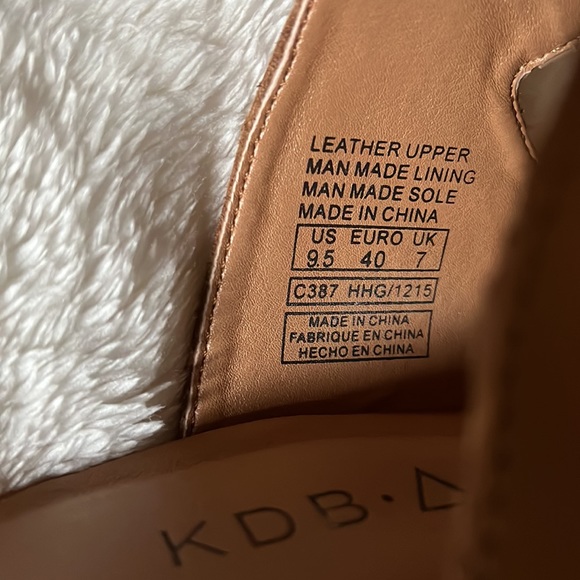 LEATHER UPPER
MAN MADE LINING
MAN MADE SOLE
MADE IN CHINA
US EURO UK
9.5 40 7
C387 HHG/1215
MADE IN CHINA
FABRIQUE EN CHINA
HECHO EN CHINA
KDB